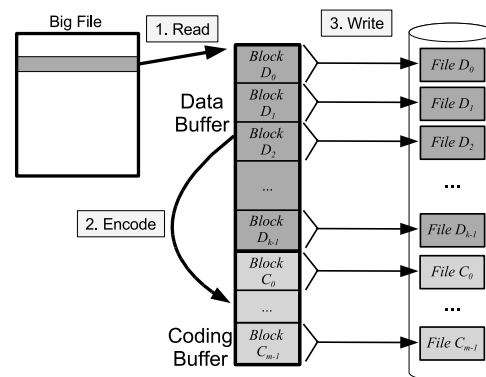 Big File
1. Read
3. Write
Block
D0
File D0
Data
Buffer
Block
D1
File D1
Block
D2
File D2
...
...
2. Encode
Block
Dk-1
File Dk-1
Block
C0
File C0
...
...
Coding
Buffer
Block
Cm-1
File Cm-1